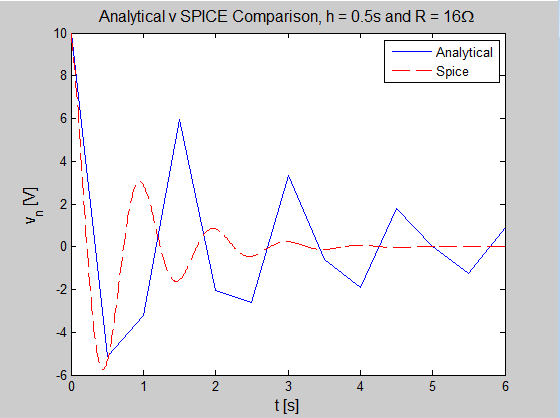 Analytical v SPICE Comparison, h = 0.5s and R = 16Ω
Analytical
Spice
10
8
6
4
2
0
-2
-4
-6
vn [V]
0 1 2 3 4 5 6
t [s]